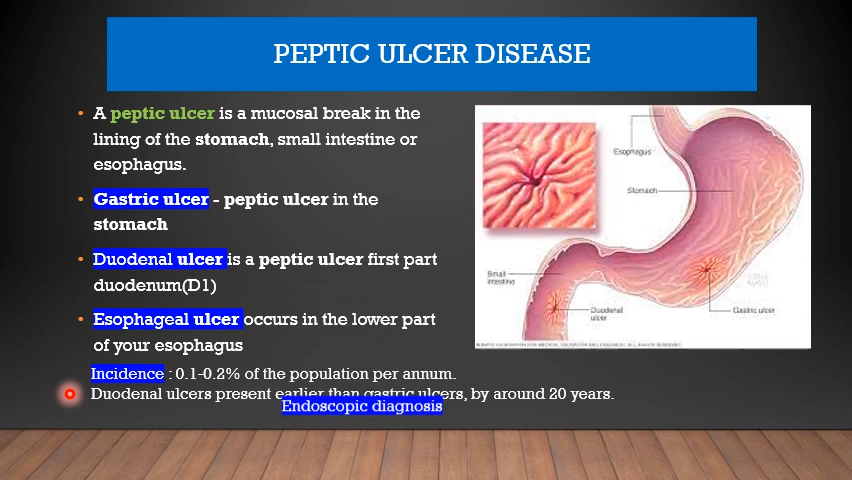 PEPTIC ULCER DISEASE
• A peptic ulcer is a mucosal break in the
lining of the stomach, small intestine or
esophagus.
• Gastric ulcer - peptic ulcer in the
stomach
• Duodenal ulcer is a peptic ulcer first part
duodenum(D1)
• Esophageal ulcer occurs in the lower part
of your esophagus
Incidence : 0.1-0.2% of the population per annum.
Duodenal ulcers present earlier than gastric ulcers, by around 20 years.
Endoscopic diagnosis
Esophagus
Stomach
Small
intestine
Duodenal
ulcer
Gastric ulcer